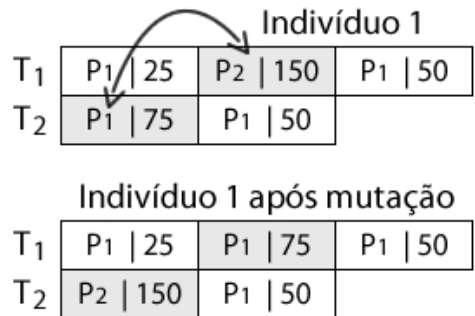 Indivíduo 1
T1 P1 | 25 P2 | 150 P1 | 50
T2 P1 | 75 P1 | 50
Indivíduo 1 após mutação
T1 P1 | 25 P1 | 75 P1 | 50
T2 P2 | 150 P1 | 50